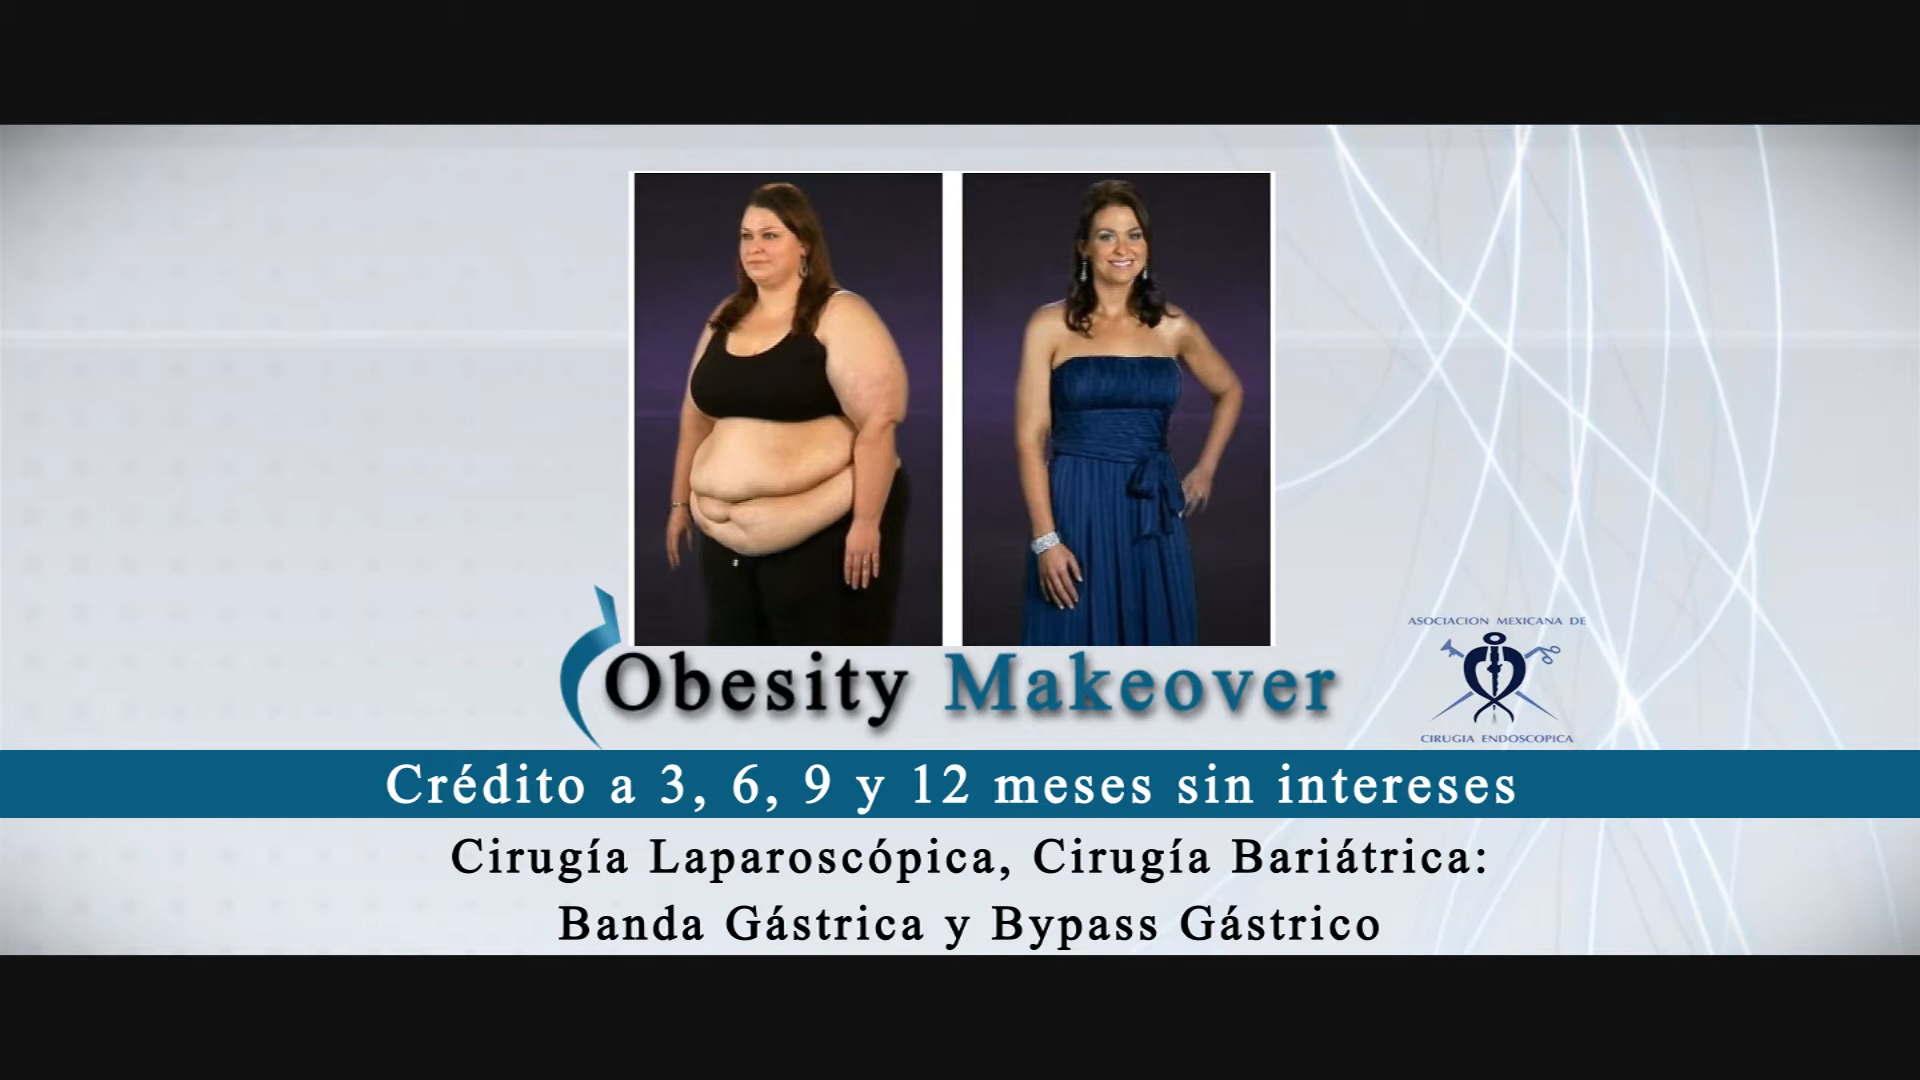 Obesity Makeover
ASOCIACION MEXICANA DE
CIRUGIA ENDOSCOPICA
Crédito a 3, 6, 9 y 12 meses sin intereses
Cirugía Laparoscópica, Cirugía Bariátrica:
Banda Gástrica y Bypass Gástrico